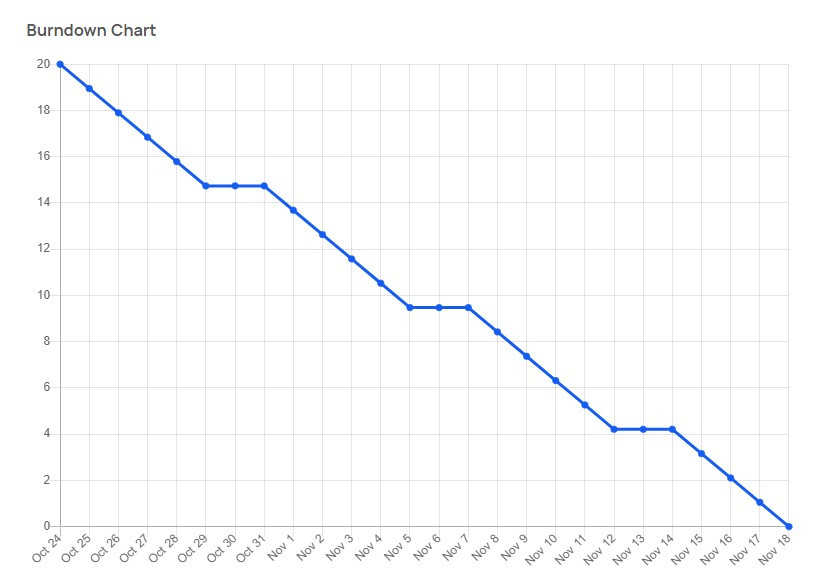 Burndown Chart
20
18
16
14
12
10
8
6
4
2
0
Oct 24
Oct 25
Oct 26
Oct 27
Oct 28
Oct 29
Oct 30
Oct 31
Nov 1
Nov 2
Nov 3
Nov 4
Nov 5
Nov 6
Nov 7
Nov 8
Nov 9
Nov 10
Nov 11
Nov 12
Nov 13
Nov 14
Nov 15
Nov 16
Nov 17
Nov 18